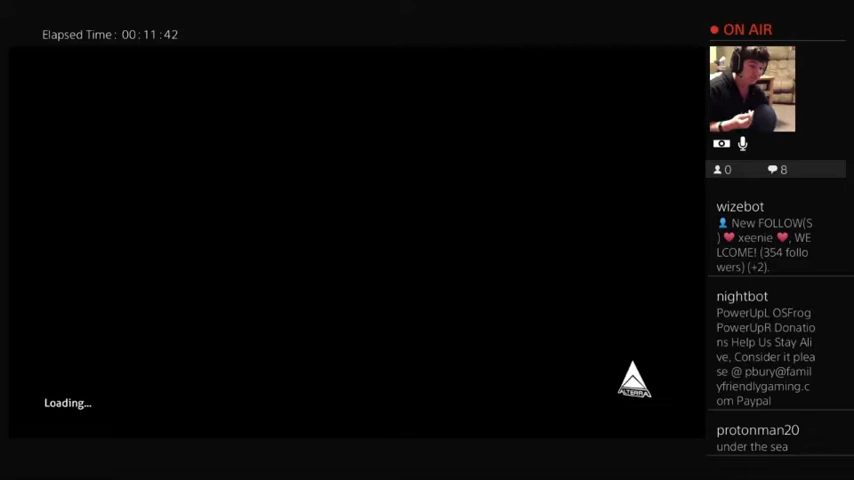 Elapsed Time: 00:11:42
ON AIR
0 8
wizebot
New FOLLOW(S
) xeenie , WE
LCOME! (354 follo
wers) (+2).
nightbot
PowerUpL OSFrog
PowerUpR Donatio
ns Help Us Stay Ali
ve, Consider it plea
se @ pbury@famil
yfriendlygaming.c
om Paypal
ALTERRA
Loading...
protonman20
under the sea